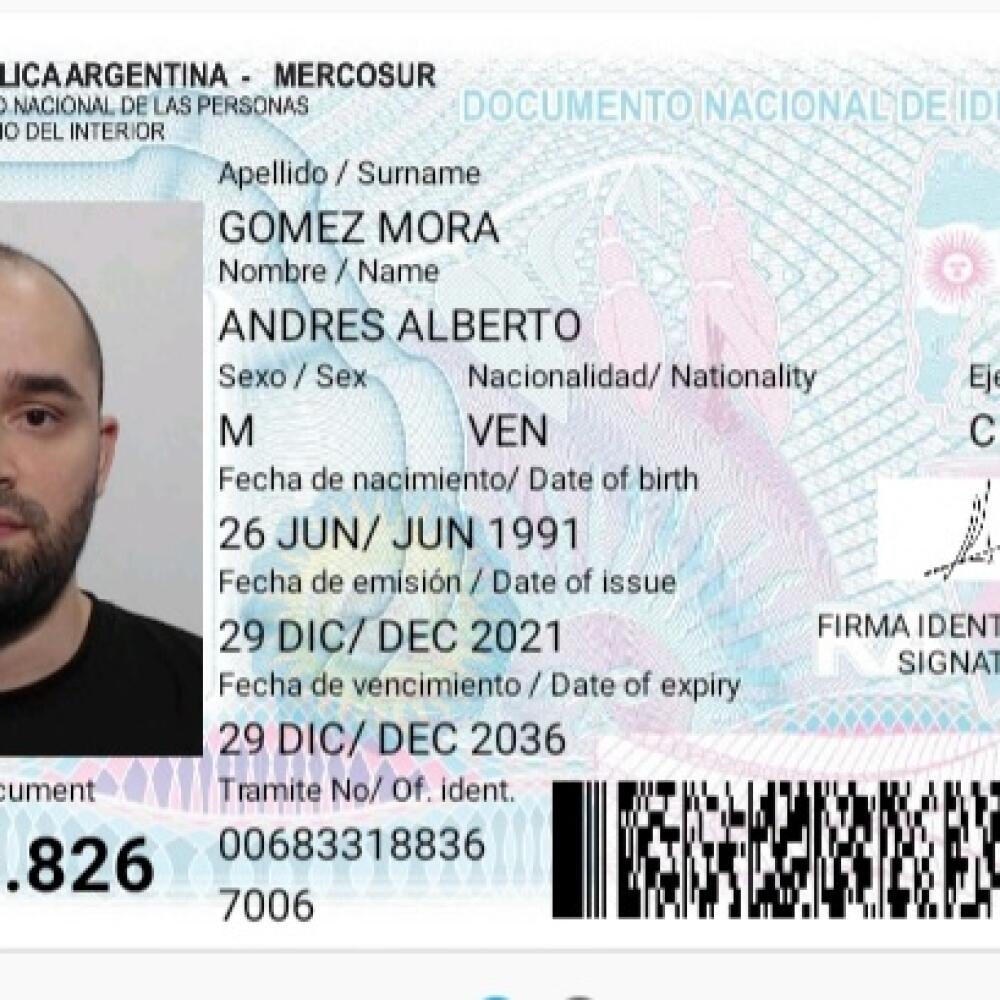 LICA ARGENTINA - MERCOSUR
O NACIONAL DE LAS PERSONAS
IO DEL INTERIOR
DOCUMENTO NACIONAL DE IDE
Apellido / Surname
GOMEZ MORA
Nombre / Name
ANDRES ALBERTO
Sexo / Sex Nacionalidad/ Nationality Eje
M VEN C
Fecha de nacimiento/ Date of birth
26 JUN/ JUN 1991
Fecha de emisión / Date of issue
29 DIC/ DEC 2021
FIRMA IDENT
SIGNAT
Fecha de vencimiento / Date of expiry
29 DIC/ DEC 2036
cument Tramite No/ Of. ident.
.826 00683318836
7006